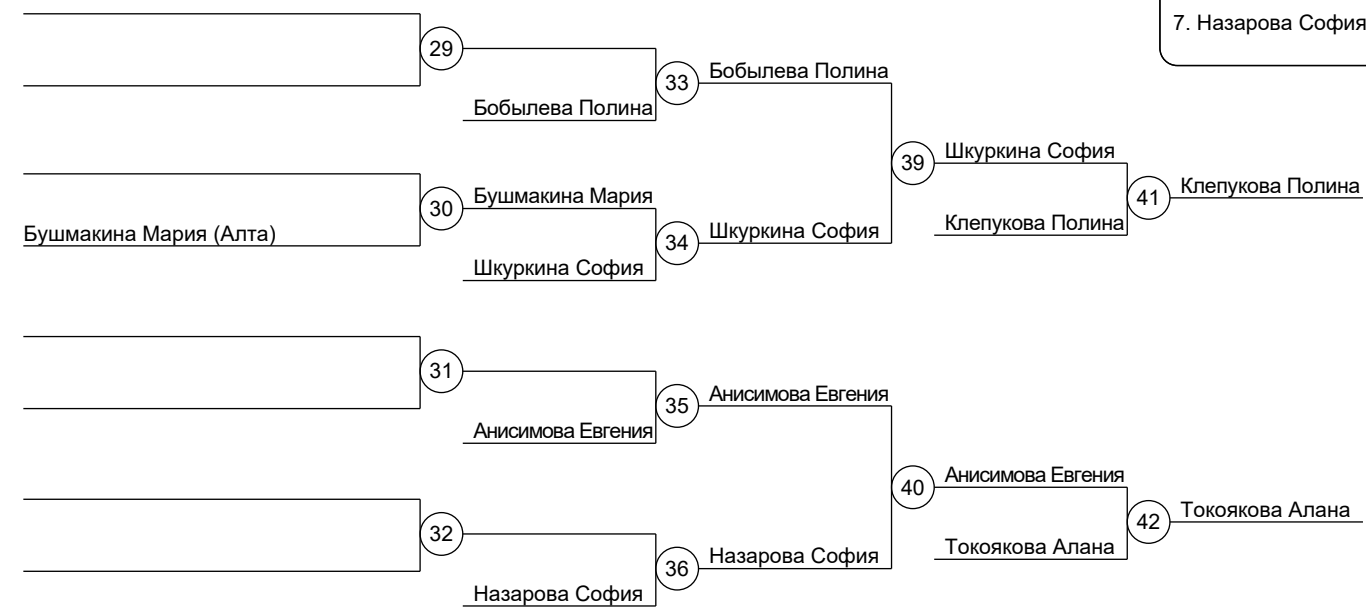 7. Назарова София
29
33
Бобылева Полина
Бобылева Полина
39
Шкуркина София
41
Клепукова Полина
Клепукова Полина
30
Бушмакина Мария
Бушмакина Мария (Алта)
34
Шкуркина София
Шкуркина София
31
35
Анисимова Евгения
Анисимова Евгения
40
Анисимова Евгения
42
Токоякова Алана
Токоякова Алана
32
36
Назарова София
Назарова София